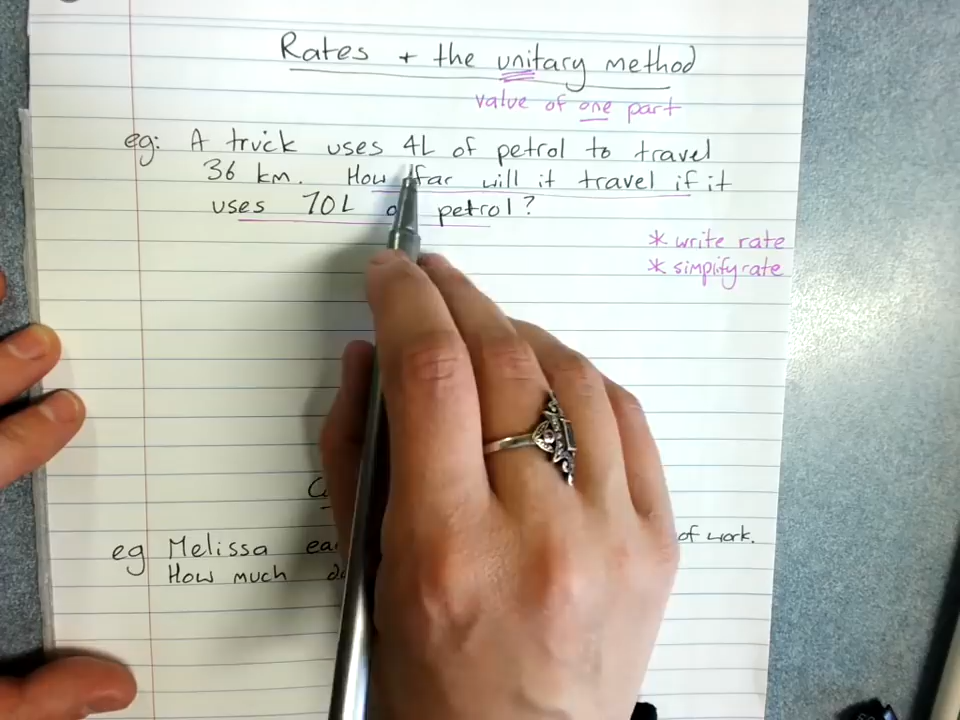 Rates + the unitary method
value of one part
eg: A truck uses 4L of petrol to travel
36 km. How far will it travel if it
uses 70L petrol?
* write rate
* simplify rate
eg Melissa of work.
How much